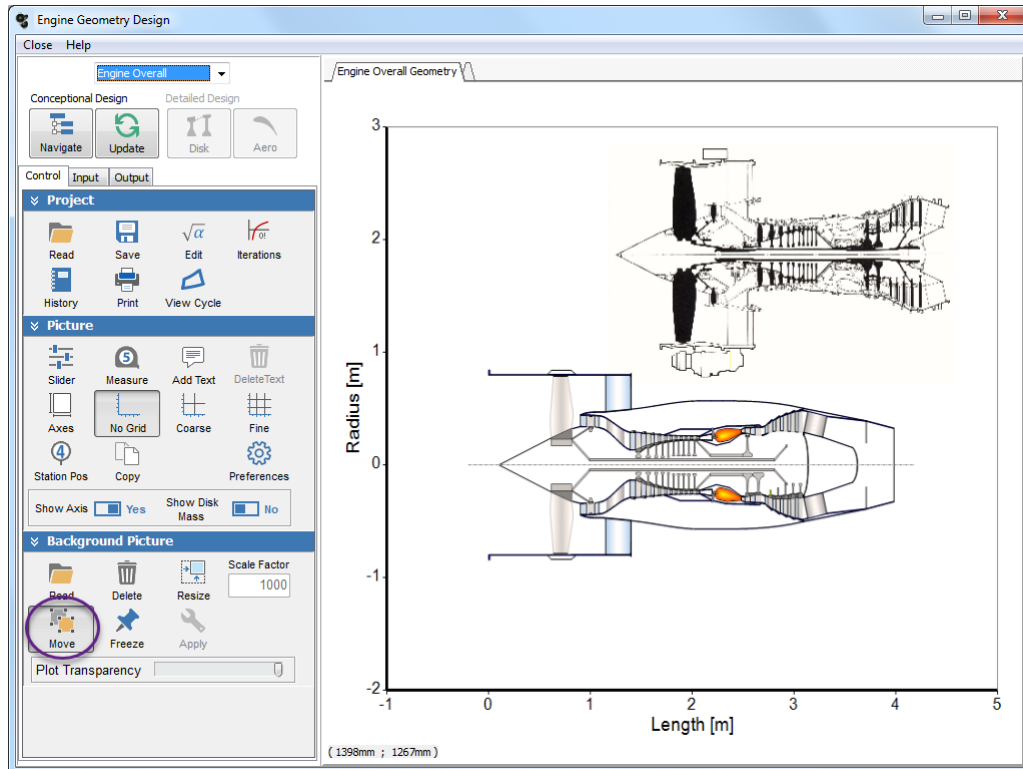 Engine Geometry Design
Close Help
Engine Overall
Conceptional Design Detailed Design
Navigate Update Disk Aero
Control Input Output
Project
Read Save √α Edit 0! Iterations
History Print View Cycle
Picture
Slider 5 Measure Add Text DeleteText
Axes No Grid Coarse Fine
4 Station Pos Copy Preferences
Show Axis Yes Show Disk Mass No
Background Picture
Read Delete Resize Scale Factor 1000
Move Freeze Apply
Plot Transparency
Engine Overall Geometry
3
2
1
0
-1
-2
Radius [m]
-1 0 1 2 3 4 5
Length [m]
( 1398mm ; 1267mm )